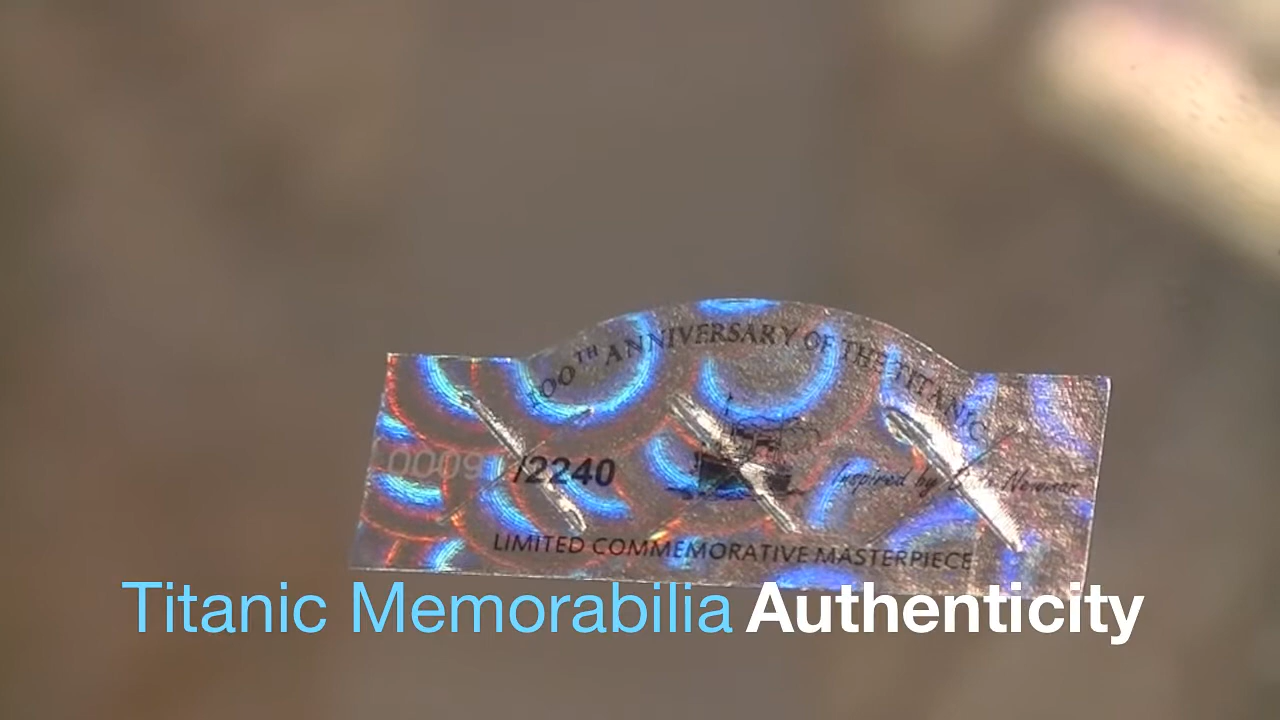 100TH ANNIVERSARY OF THE TITANIC
/2240
Inspired by
LIMITED COMMEMORATIVE MASTERPIECE
Titanic Memorabilia Authenticity